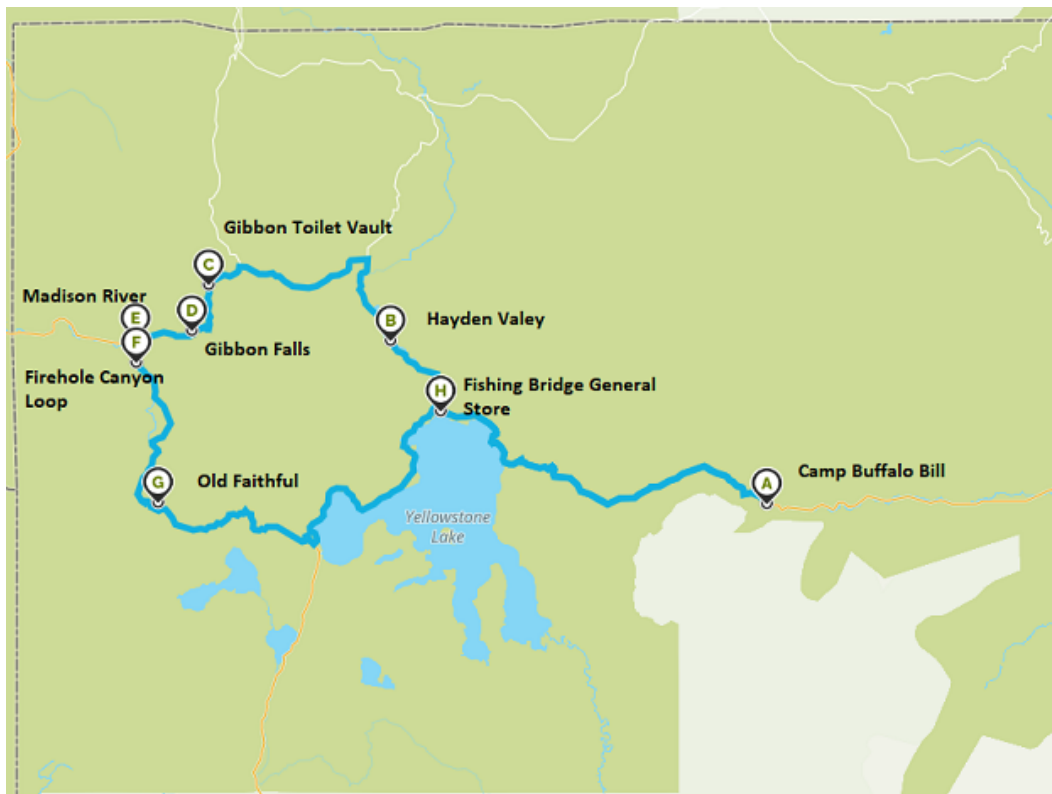 Gibbon Toilet Vault
C
Madison River
E
D
B
Hayden Valey
F
Gibbon Falls
Firehole Canyon
Loop
H
Fishing Bridge General
Store
G
Old Faithful
A
Camp Buffalo Bill
Yellowstone
Lake